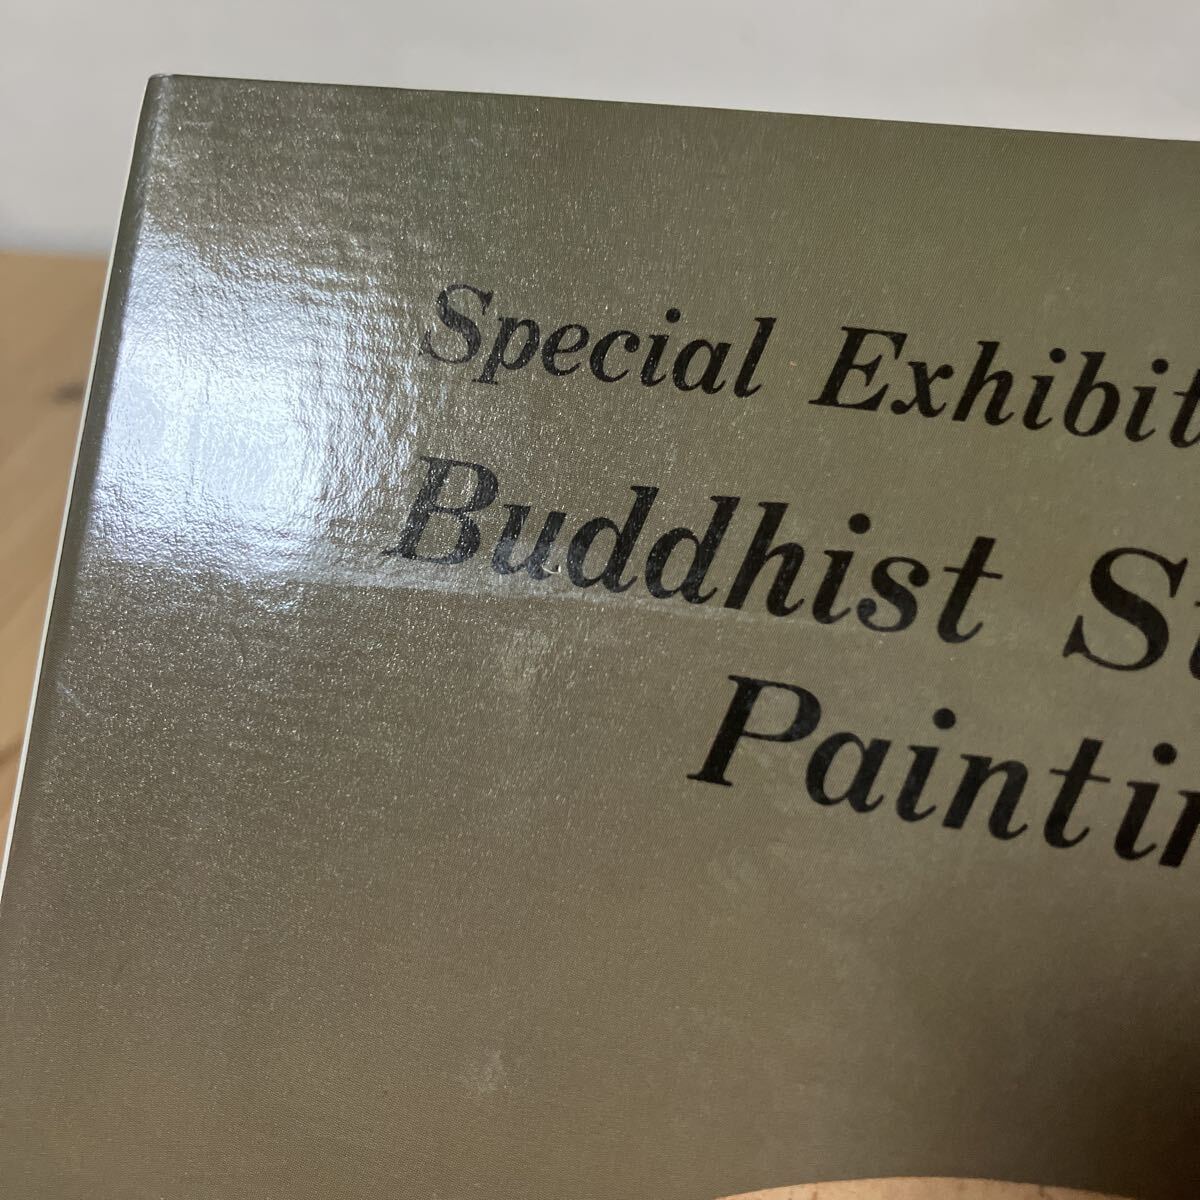 Special Exhibit
Buddhist St
Paintin